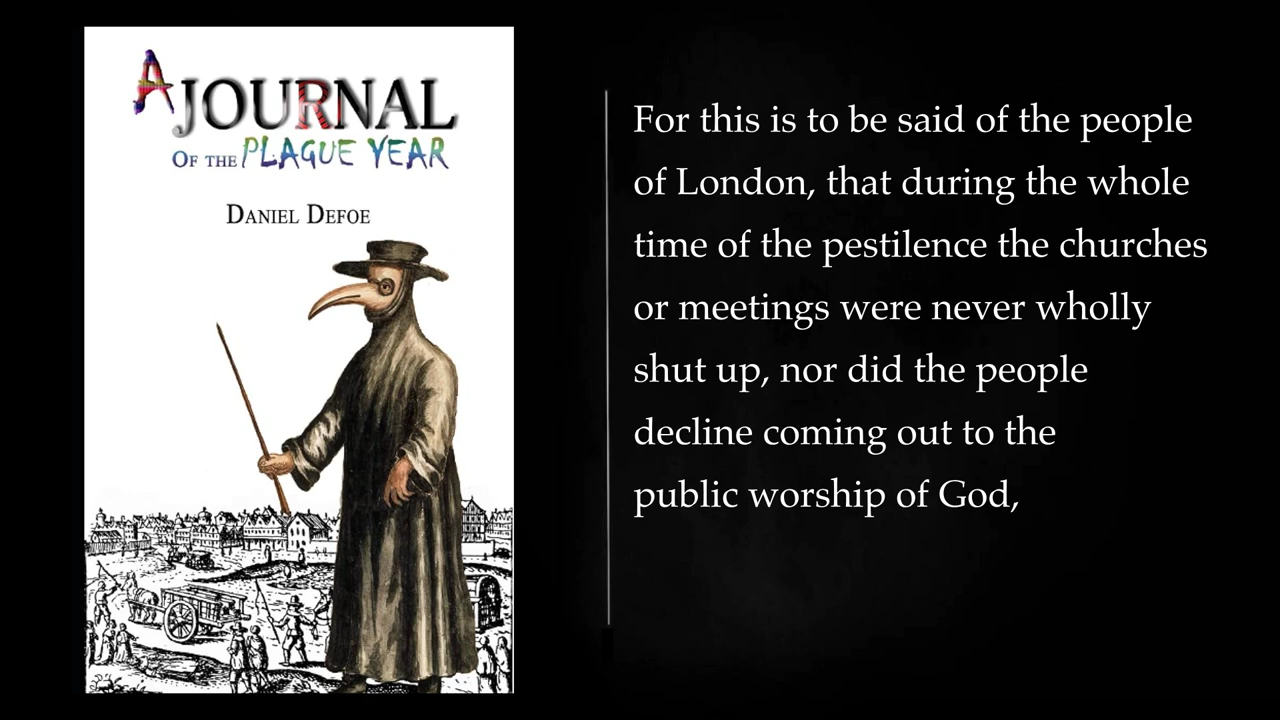 A JOURNAL
OF THE PLAGUE YEAR
DANIEL DEFOE
For this is to be said of the people
of London, that during the whole
time of the pestilence the churches
or meetings were never wholly
shut up, nor did the people
decline coming out to the
public worship of God,